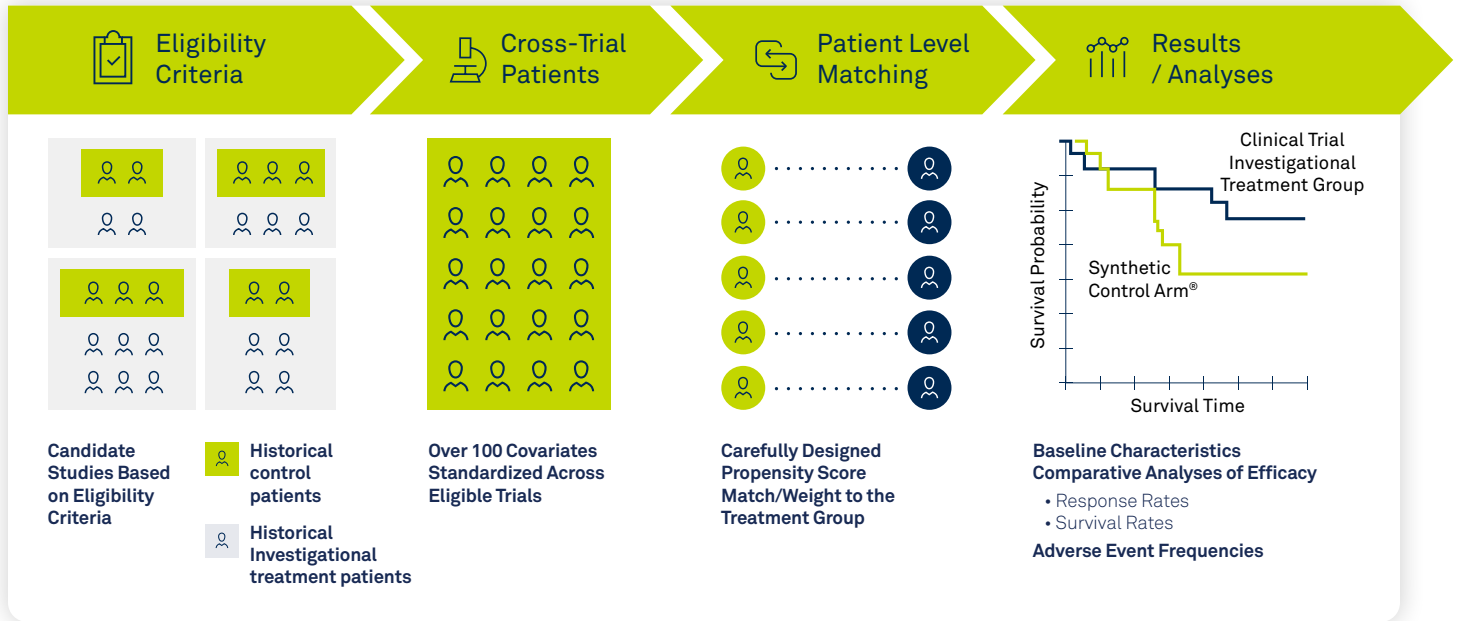 Eligibility
Criteria
Cross-Trial
Patients
Patient Level
Matching
Results
/ Analyses
Candidate
Studies Based
on Eligibility
Criteria
Historical
control
patients
Historical
Investigational
treatment patients
Over 100 Covariates
Standardized Across
Eligible Trials
Carefully Designed
Propensity Score
Match/Weight to the
Treatment Group
Survival Probability
Clinical Trial
Investigational
Treatment Group
Synthetic
Control Arm®
Survival Time
Baseline Characteristics
Comparative Analyses of Efficacy
• Response Rates
• Survival Rates
Adverse Event Frequencies